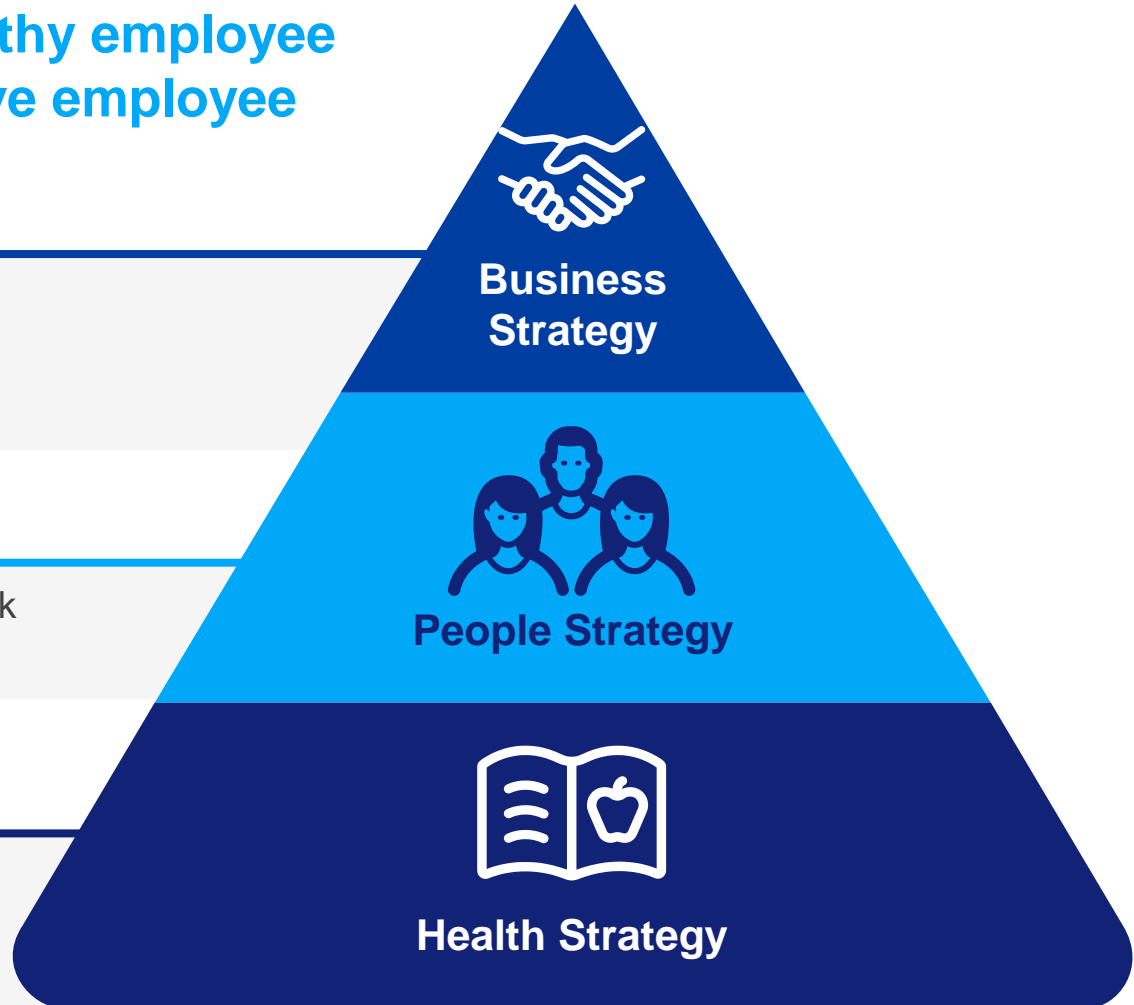 thy employee
ve employee
Business
Strategy
k
People Strategy
Health Strategy